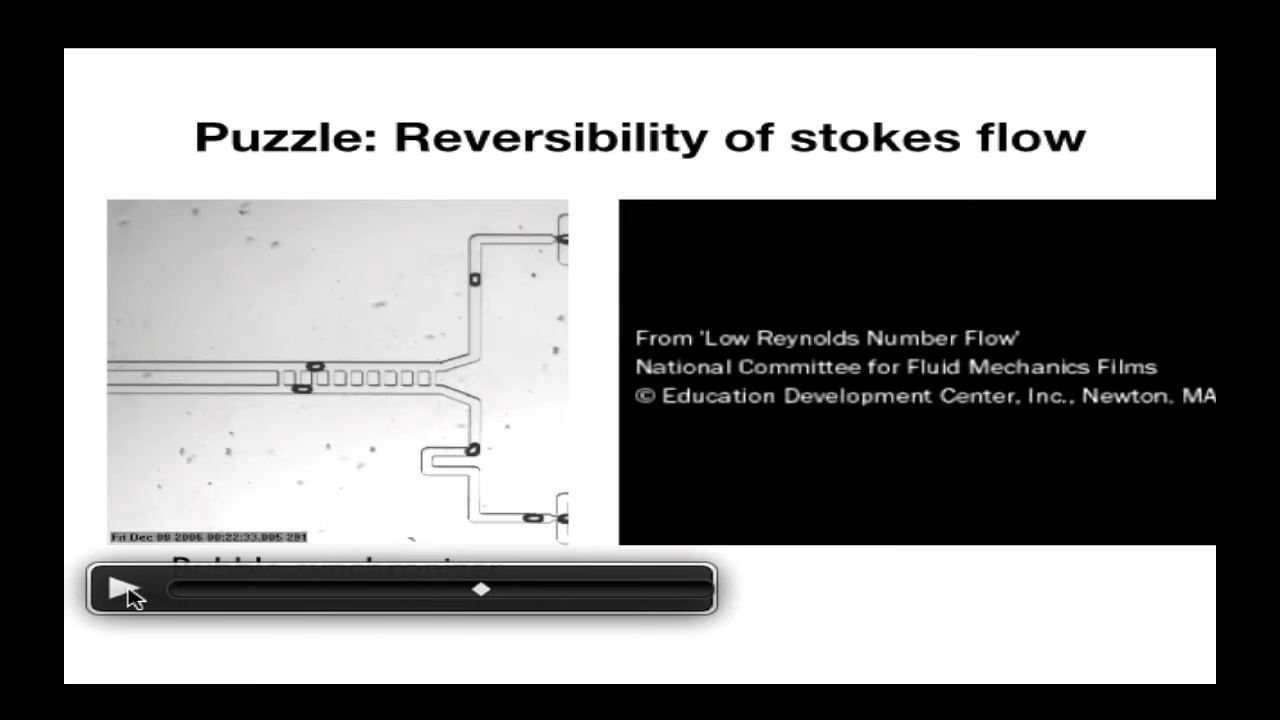 Puzzle: Reversibility of stokes flow
From 'Low Reynolds Number Flow'
National Committee for Fluid Mechanics Films
© Education Development Center, Inc., Newton, MA
Fri Dec 08 2006 00:22:33.005 291